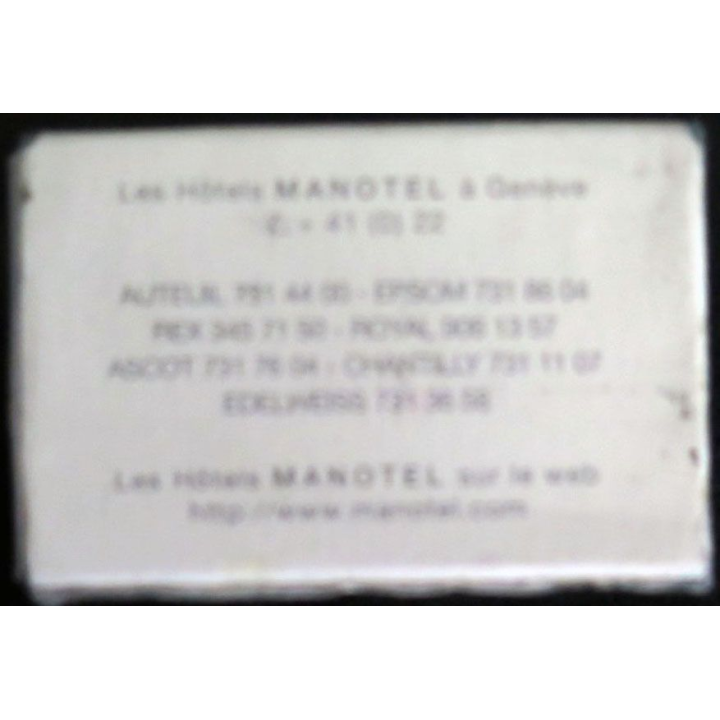 Les Hôtels MANOTEL à Genève
+ 41 (0) 22
AUTEUIL 731 44 00 - EPSOM 731 86 04
REX 345 71 50 - ROYAL 906 13 57
ASCOT 731 76 04 - CHANTILLY 731 11 07
EDELWEISS 731 36 58
Les Hôtels MANOTEL sur le web
http://www.manotel.com